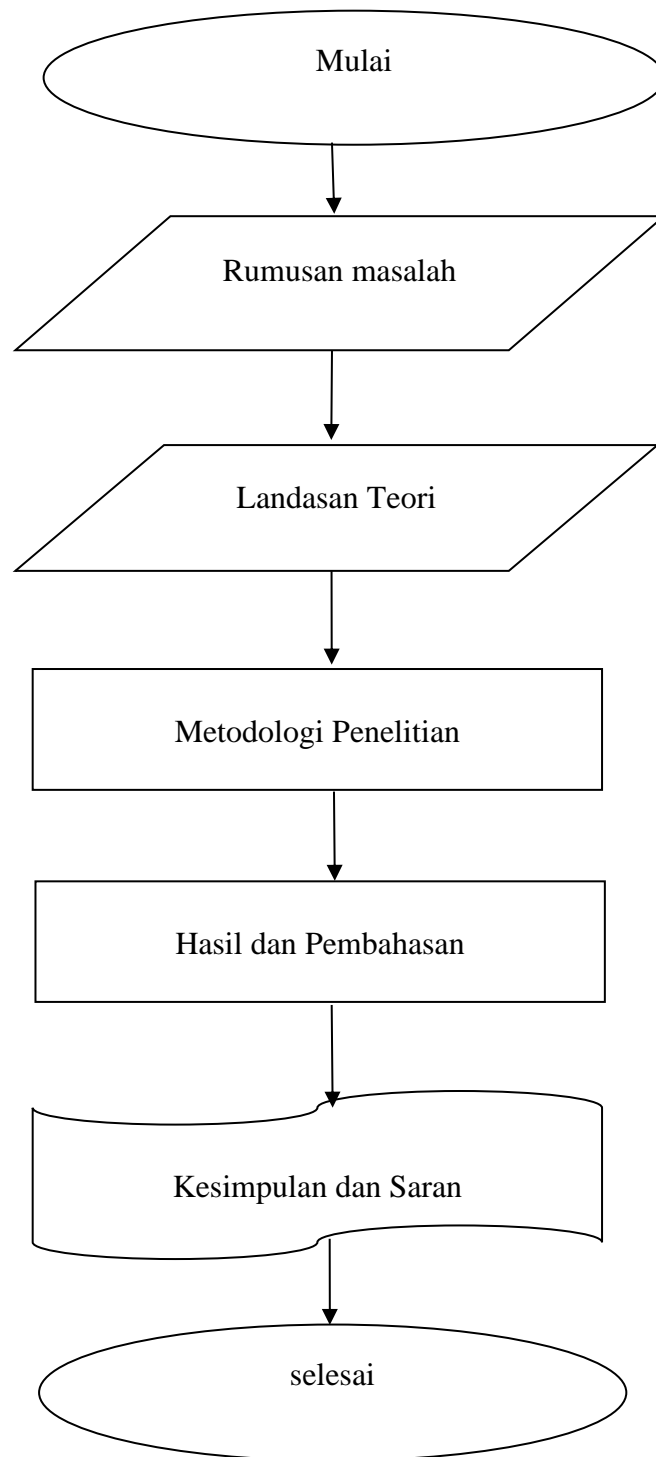 Mulai
Rumusan masalah
Landasan Teori
Metodologi Penelitian
Hasil dan Pembahasan
Kesimpulan dan Saran
selesai